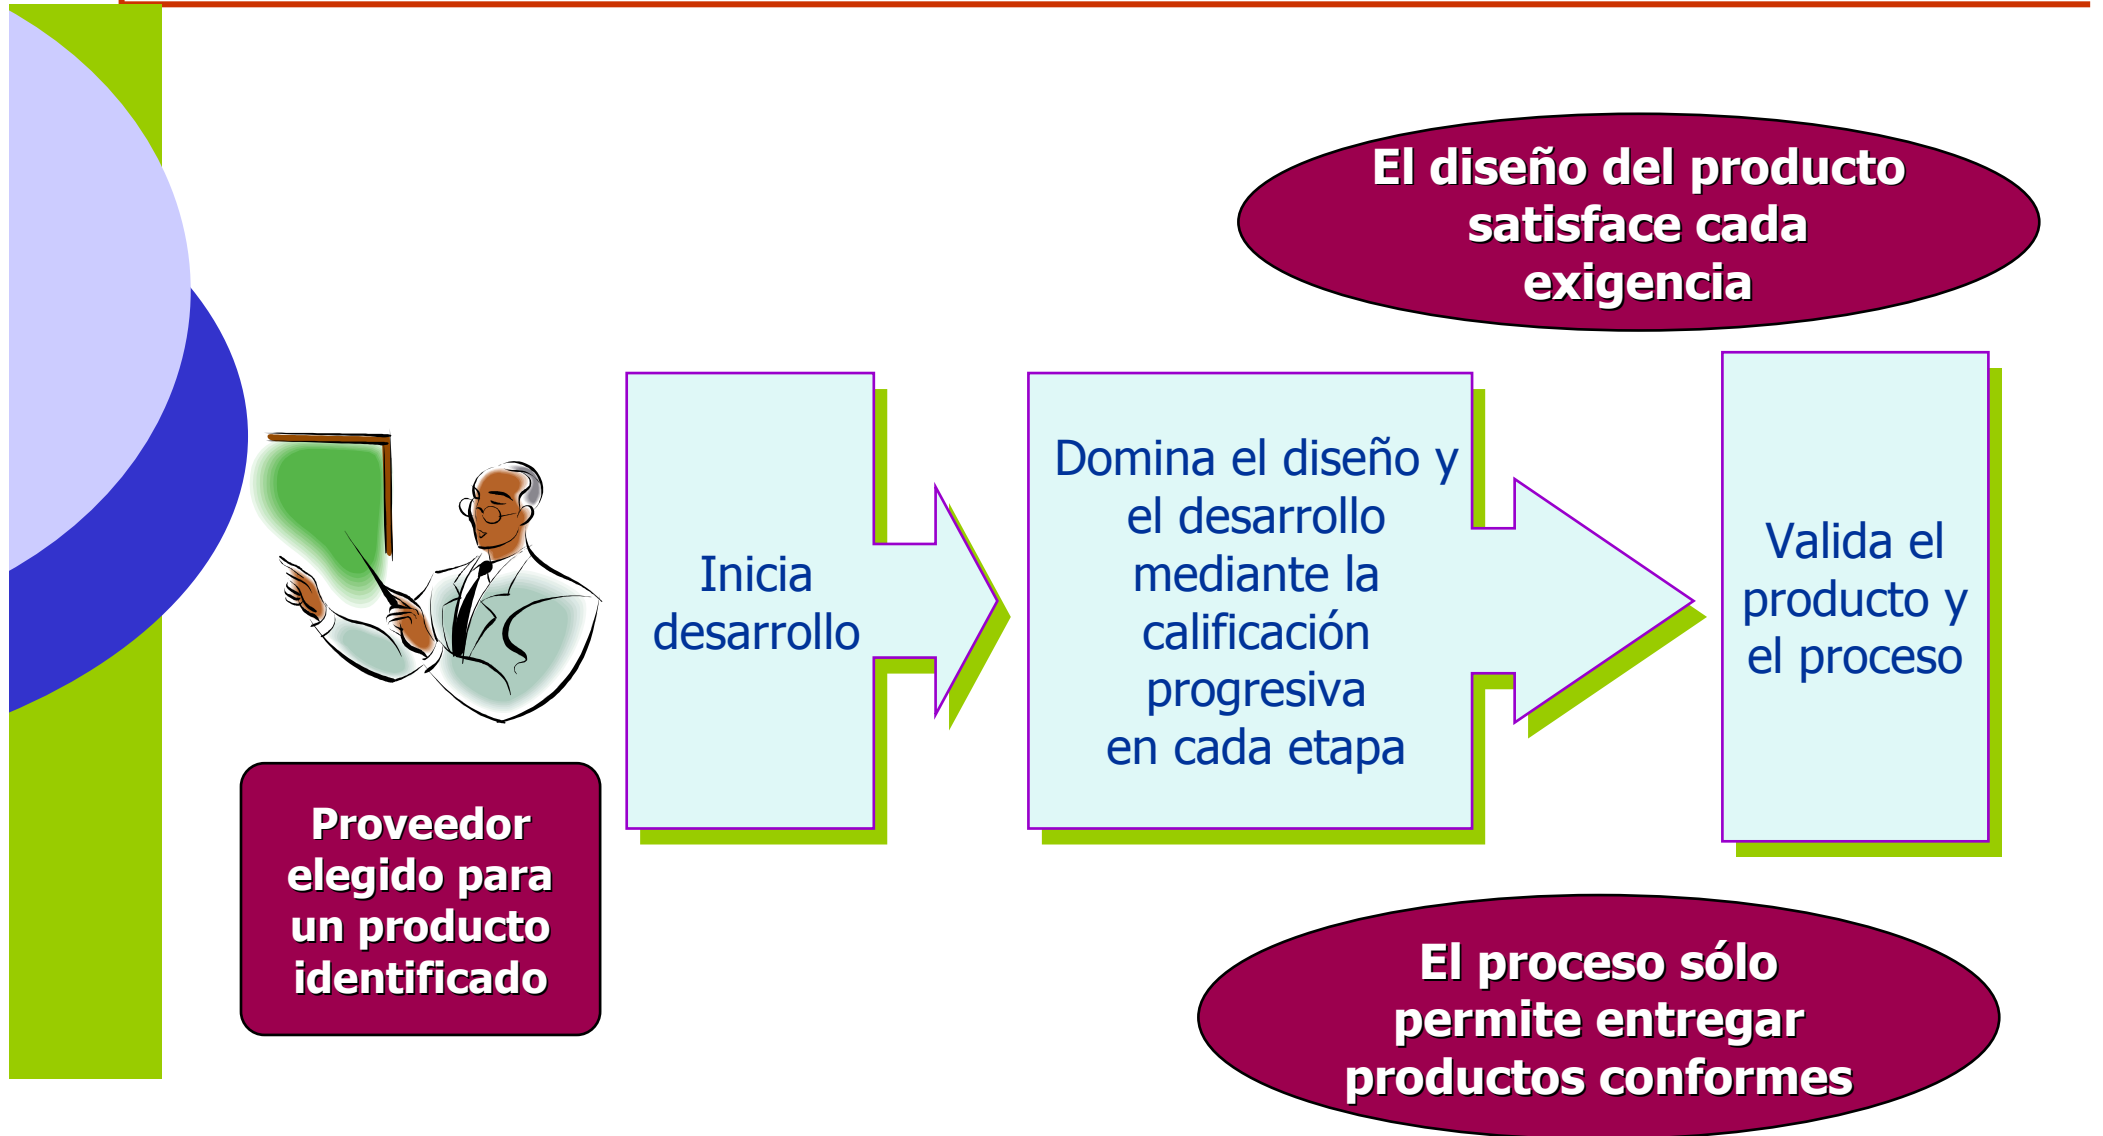 El diseño del producto
satisface cada
exigencia
Inicia
desarrollo
Domina el diseño y
el desarrollo
mediante la
calificación
progresiva
en cada etapa
Valida el
producto y
el proceso
Proveedor
elegido para
un producto
identificado
El proceso sólo
permite entregar
productos conformes